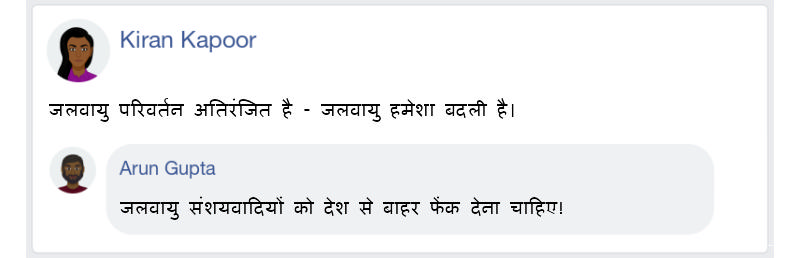 Kiran Kapoor
जलवायु परिवर्तन अतिरंजित है - जलवायु हमेशा बदली है।
Arun Gupta
जलवायु संशयवादियों को देश से बाहर फेंक देना चाहिए!